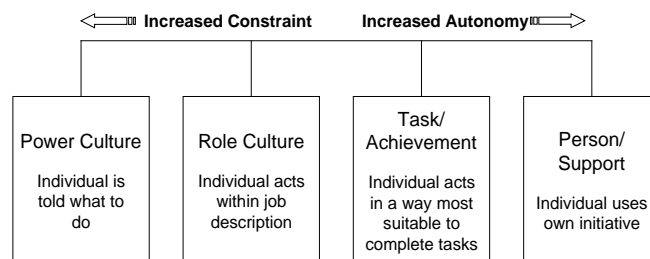 Increased Constraint
Increased Autonomy
Power Culture
Individual is
told what to
do
Role Culture
Individual acts
within job
description
Task/
Achievement
Individual acts
in a way most
suitable to
complete tasks
Person/
Support
Individual uses
own initiative